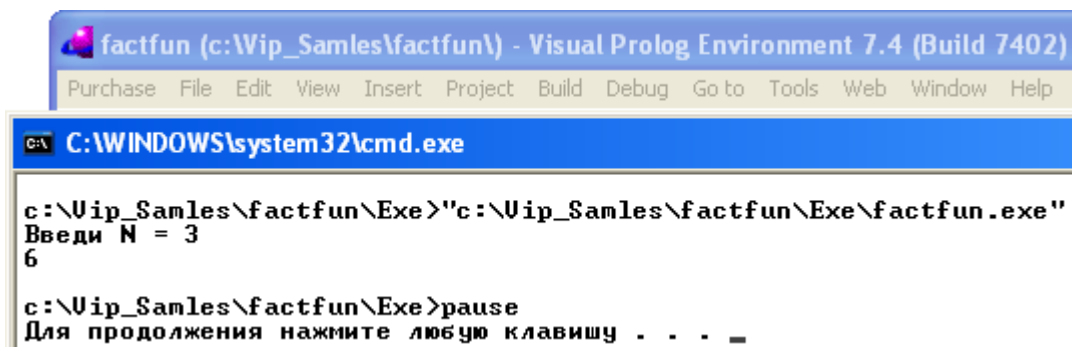 factfun (c:\Vip_Samles\factfun\) - Visual Prolog Environment 7.4 (Build 7402)
Purchase File Edit View Insert Project Build Debug Go to Tools Web Window Help
C:\WINDOWS\system32\cmd.exe
c:\Vip_Samles\factfun\Exe>"c:\Vip_Samles\factfun\Exe\factfun.exe"
Введи N = 3
6
c:\Vip_Samles\factfun\Exe>pause
Для продолжения нажмите любую клавишу . . . _